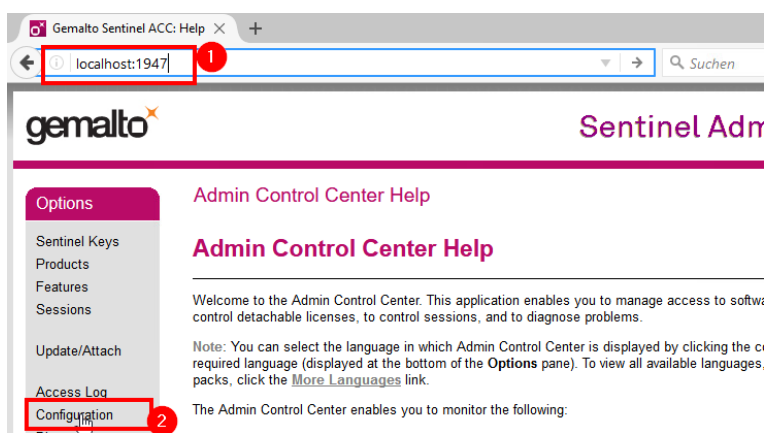 Gemalto Sentinel ACC: Help
localhost:1947
1
Suchen
gemalto
Sentinel Adm
Options
Sentinel Keys
Products
Features
Sessions
Update/Attach
Access Log
Configuration
2
Admin Control Center Help
Admin Control Center Help
Welcome to the Admin Control Center. This application enables you to manage access to softwa
control detachable licenses, to control sessions, and to diagnose problems.
Note: You can select the language in which Admin Control Center is displayed by clicking the c
required language (displayed at the bottom of the Options pane). To view all available languages,
packs, click the More Languages link.
The Admin Control Center enables you to monitor the following: